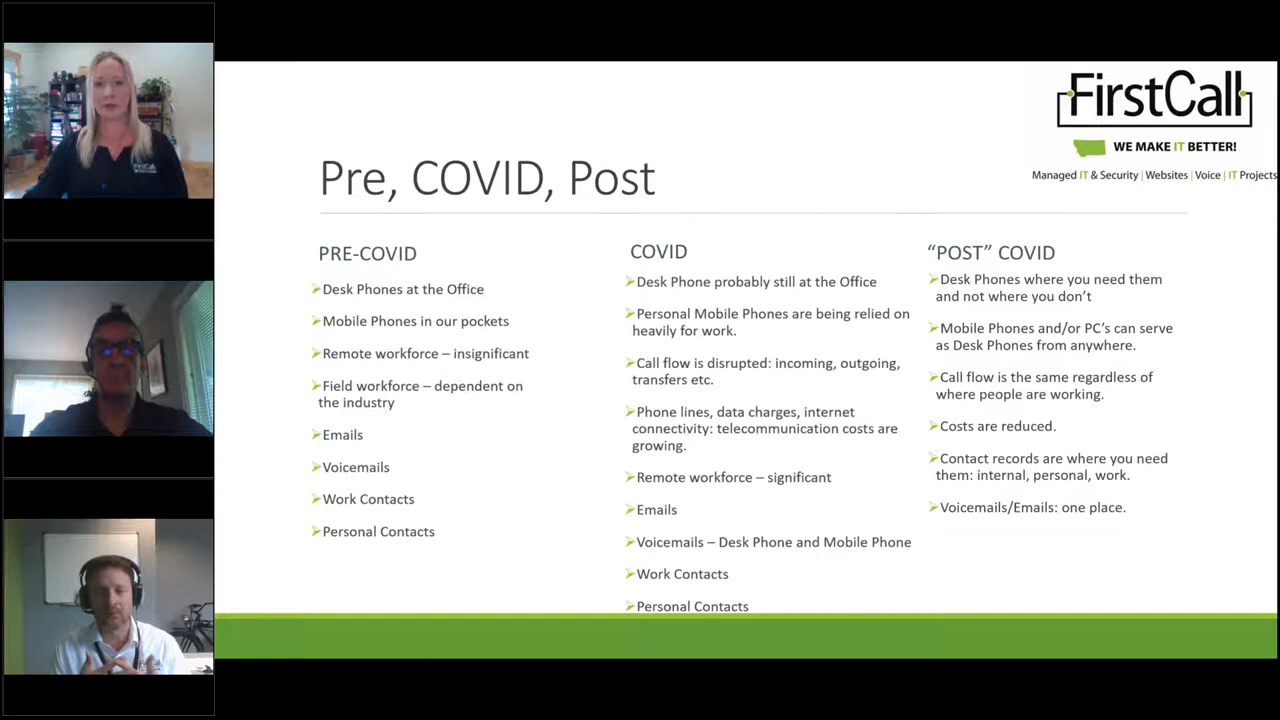 FirstCall
WE MAKE IT BETTER!
Managed IT & Security | Websites | Voice | IT Projects
Pre, COVID, Post
PRE-COVID
Desk Phones at the Office
Mobile Phones in our pockets
Remote workforce – insignificant
Field workforce – dependent on
the industry
Emails
Voicemails
Work Contacts
Personal Contacts
COVID
Desk Phone probably still at the Office
Personal Mobile Phones are being relied on
heavily for work.
Call flow is disrupted: incoming, outgoing,
transfers etc.
Phone lines, data charges, internet
connectivity: telecommunication costs are
growing.
Remote workforce – significant
Emails
Voicemails – Desk Phone and Mobile Phone
Work Contacts
Personal Contacts
“POST” COVID
Desk Phones where you need them
and not where you don’t
Mobile Phones and/or PC’s can serve
as Desk Phones from anywhere.
Call flow is the same regardless of
where people are working.
Costs are reduced.
Contact records are where you need
them: internal, personal, work.
Voicemails/Emails: one place.
FirstCall